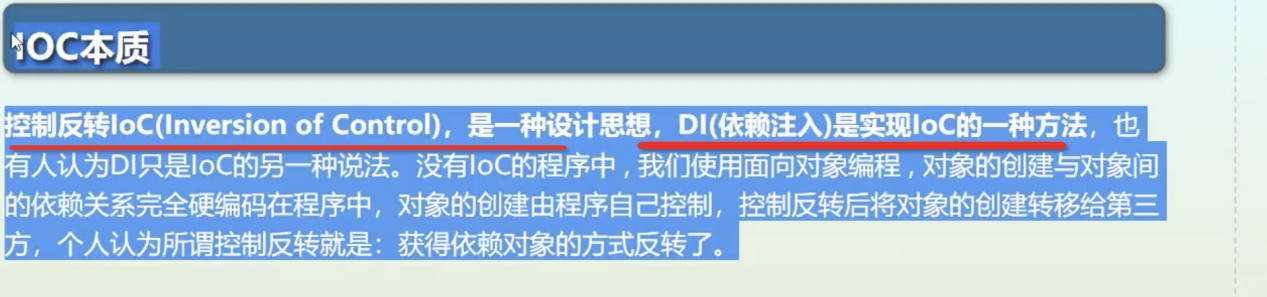 IOC本质
控制反转IoC(Inversion of Control)，是一种设计思想，DI(依赖注入)是实现IoC的一种方法，也
有人认为DI只是IoC的另一种说法。没有IoC的程序中 , 我们使用面向对象编程 , 对象的创建与对象间
的依赖关系完全硬编码在程序中，对象的创建由程序自己控制，控制反转后将对象的创建转移给第三
方，个人认为所谓控制反转就是：获得依赖对象的方式反转了。